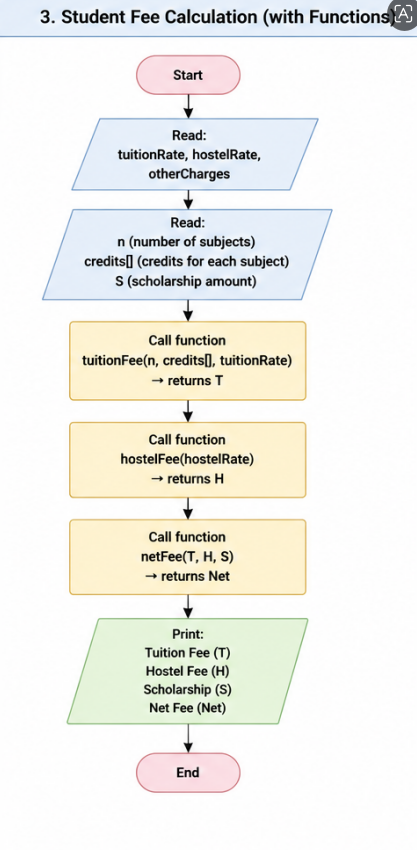 3. Student Fee Calculation (with Functions)
Start
Read:
tuitionRate, hostelRate,
otherCharges
Read:
n (number of subjects)
credits[] (credits for each subject)
S (scholarship amount)
Call function
tuitionFee(n, credits[], tuitionRate)
→ returns T
Call function
hostelFee(hostelRate)
→ returns H
Call function
netFee(T, H, S)
→ returns Net
Print:
Tuition Fee (T)
Hostel Fee (H)
Scholarship (S)
Net Fee (Net)
End